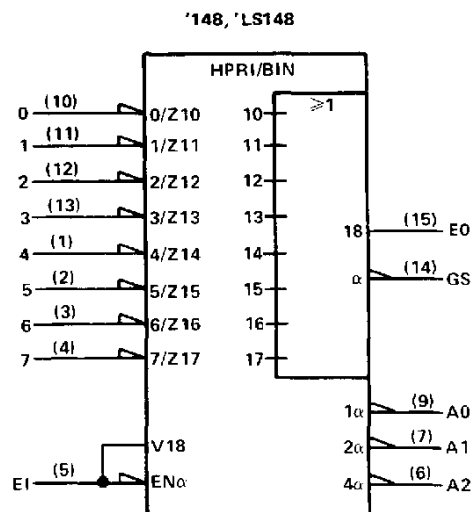 '148, 'LS148
HPRI/BIN
⩾1
0 (10) 0/Z10 10
1 (11) 1/Z11 11
2 (12) 2/Z12 12
3 (13) 3/Z13 13
18 (15) E0
4 (1) 4/Z14 14
α (14) GS
5 (2) 5/Z15 15
6 (3) 6/Z16 16
7 (4) 7/Z17 17
1α (9) A0
V18
2α (7) A1
EI (5) ENα
4α (6) A2